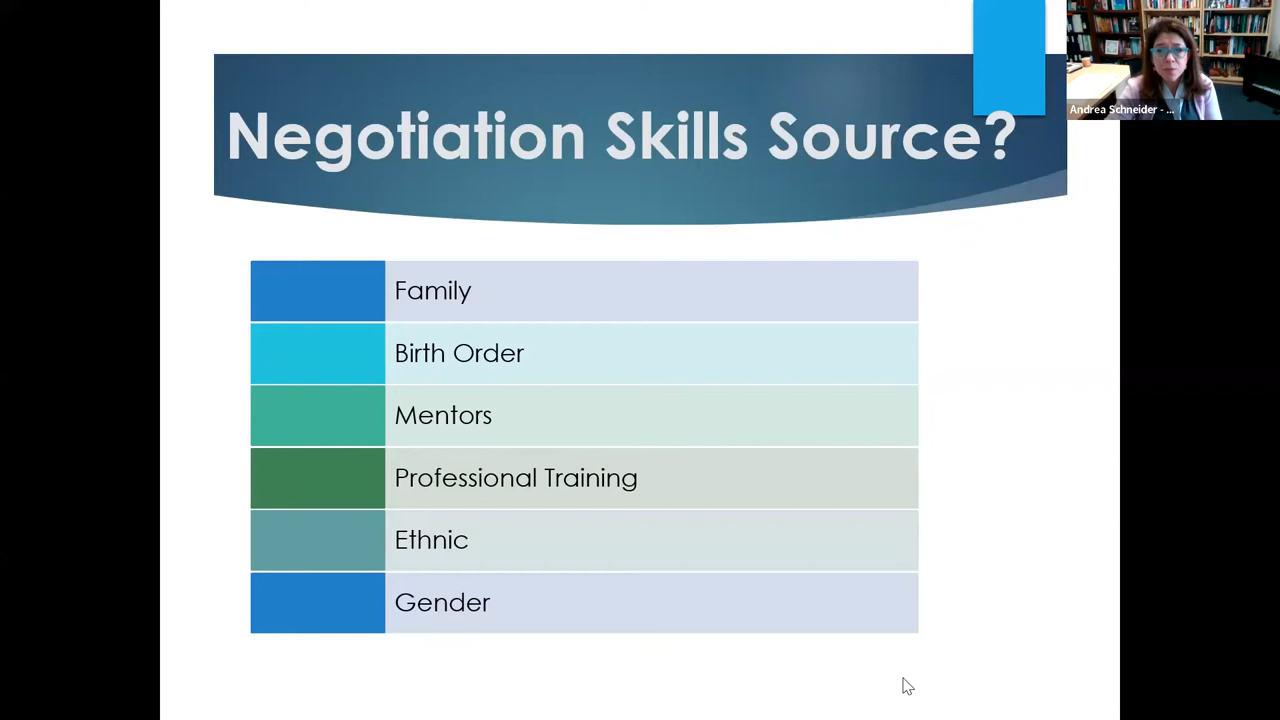 Negotiation Skills Source?
Andrea Schneider - ...
Family
Birth Order
Mentors
Professional Training
Ethnic
Gender